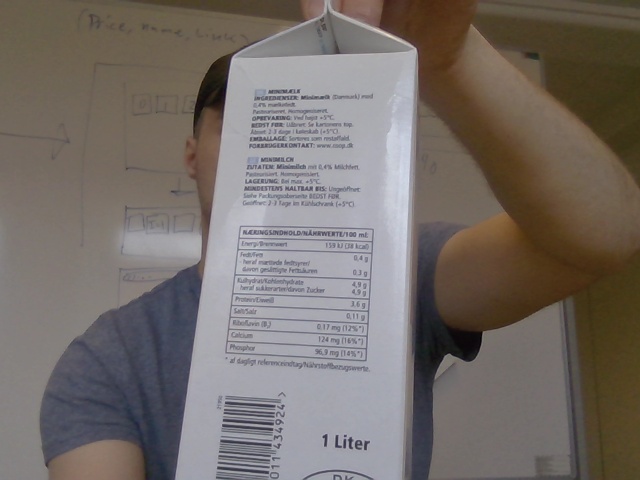 (Price, name, Link)
MINIMÆLK
INGREDIENSER: Minimælk (Danmark) med
0,4% mælkefedt.
Pasteuriseret. Homogeniseret.
OPBEVARING: Ved højst +5°C.
BEDST FØR: Uåbnet: Se kartonens top.
Åbnet: 2-3 dage i køleskab (+5°C).
EMBALLAGE: Sorteres som restaffald.
FORBRUGERKONTAKT: www.coop.dk
MINIMILCH
ZUTATEN: Minimilch mit 0,4% Milchfett.
Pasteurisiert. Homogenisiert.
LAGERUNG: Bei max. +5°C.
MINDESTENS HALTBAR BIS: Ungeöffnet:
Siehe Packungsoberseite BEDST FØR.
Geöffnet: 2-3 Tage im Kühlschrank (+5°C).
NÆRINGSINDHOLD/NÄHRWERTE/100 ml:
Energi/Brennwert 159 kJ (38 kcal)
Fedt/Fett 0,4 g
heraf mættede fedtsyrer/
davon gesättigte Fettsäuren 0,3 g
Kulhydrat/Kohlenhydrate 4,9 g
heraf sukkerarter/davon Zucker 4,9 g
Protein/Eiweiß 3,6 g
Salt/Salz 0,11 g
Riboflavin (B₂) 0,17 mg (12%*)
Calcium 124 mg (16%*)
Phosphor 96,9 mg (14%*)
* af dagligt referenceindtag/Nährstoffbezugswerte.
011 434924 >
1 Liter
DK